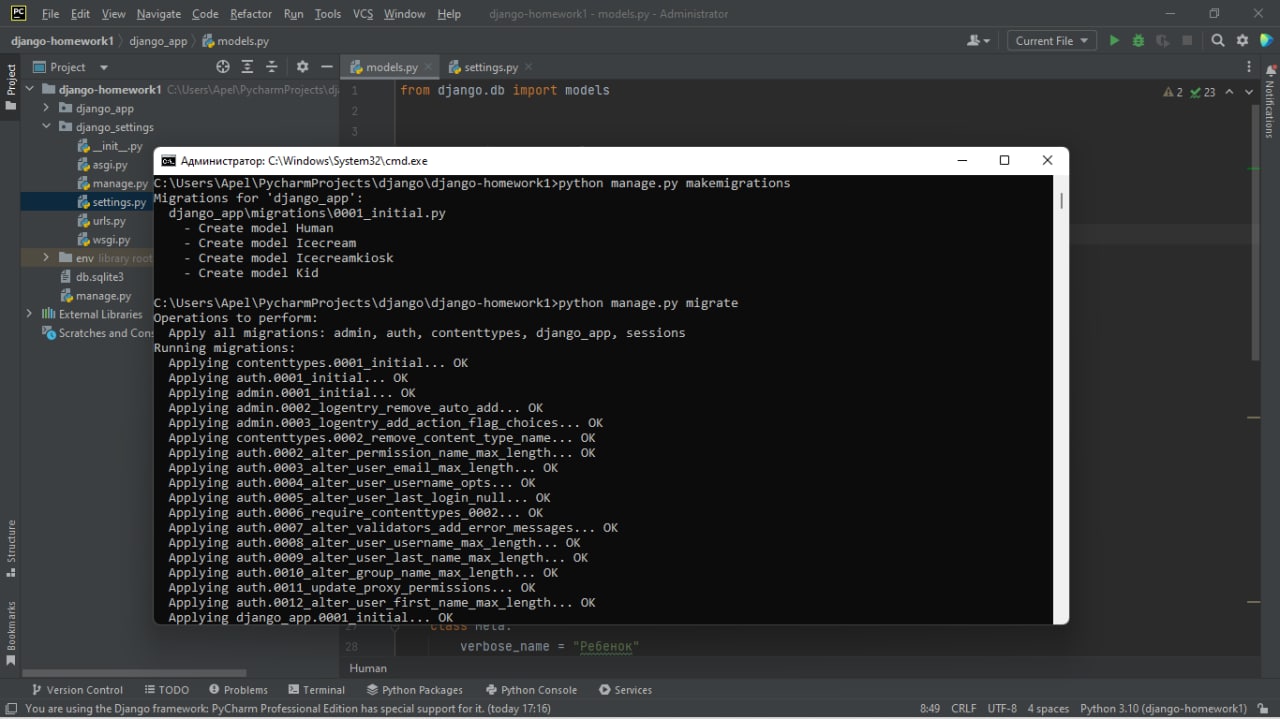 PC File Edit View Navigate Code Refactor Run Tools VCS Window Help django-homework1 - models.py - Administrator
django-homework1 django_app models.py Current File
Project models.py settings.py
Project
django-homework1 C:\Users\Apel\PycharmProjects\dj
django_app
django_settings
__init__.py
asgi.py
manage.py
settings.py
urls.py
wsgi.py
env library root
db.sqlite3
manage.py
External Libraries
Scratches and Cons
1 from django.db import models
2
3
2 23
Notifications
Администратор: C:\Windows\System32\cmd.exe
C:\Users\Apel\PycharmProjects\django\django-homework1>python manage.py makemigrations
Migrations for 'django_app':
django_app\migrations\0001_initial.py
- Create model Human
- Create model Icecream
- Create model Icecreamkiosk
- Create model Kid
C:\Users\Apel\PycharmProjects\django\django-homework1>python manage.py migrate
Operations to perform:
Apply all migrations: admin, auth, contenttypes, django_app, sessions
Running migrations:
Applying contenttypes.0001_initial... OK
Applying auth.0001_initial... OK
Applying admin.0001_initial... OK
Applying admin.0002_logentry_remove_auto_add... OK
Applying admin.0003_logentry_add_action_flag_choices... OK
Applying contenttypes.0002_remove_content_type_name... OK
Applying auth.0002_alter_permission_name_max_length... OK
Applying auth.0003_alter_user_email_max_length... OK
Applying auth.0004_alter_user_username_opts... OK
Applying auth.0005_alter_user_last_login_null... OK
Applying auth.0006_require_contenttypes_0002... OK
Applying auth.0007_alter_validators_add_error_messages... OK
Applying auth.0008_alter_user_username_max_length... OK
Applying auth.0009_alter_user_last_name_max_length... OK
Applying auth.0010_alter_group_name_max_length... OK
Applying auth.0011_update_proxy_permissions... OK
Applying auth.0012_alter_user_first_name_max_length... OK
Applying django_app.0001_initial... OK
27 class Meta:
28 verbose_name = "Ребенок"
Human
Structure
Bookmarks
Version Control TODO Problems Terminal Python Packages Python Console Services
You are using the Django framework: PyCharm Professional Edition has special support for it. (today 17:16) 8:49 CRLF UTF-8 4 spaces Python 3.10 (django-homework1)